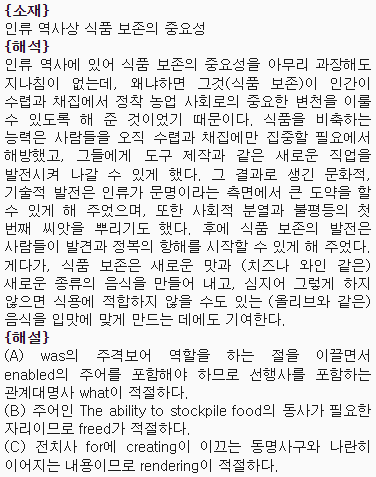 {소재}
인류 역사상 식품 보존의 중요성
{해석}
인류 역사에 있어 식품 보존의 중요성을 아무리 과장해도
지나침이 없는데, 왜냐하면 그것(식품 보존)이 인간이
수렵과 채집에서 정착 농업 사회로의 중요한 변천을 이룰
수 있도록 해 준 것이었기 때문이다. 식품을 비축하는
능력은 사람들을 오직 수렵과 채집에만 집중할 필요에서
해방했고, 그들에게 도구 제작과 같은 새로운 직업을
발전시켜 나갈 수 있게 했다. 그 결과로 생긴 문화적,
기술적 발전은 인류가 문명이라는 측면에서 큰 도약을 할
수 있게 해 주었으며, 또한 사회적 분열과 불평등의 첫
번째 씨앗을 뿌리기도 했다. 후에 식품 보존의 발전은
사람들이 발견과 정복의 항해를 시작할 수 있게 해 주었다.
게다가, 식품 보존은 새로운 맛과 (치즈나 와인 같은)
새로운 종류의 음식을 만들어 내고, 심지어 그렇게 하지
않으면 식용에 적합하지 않을 수도 있는 (올리브와 같은)
음식을 입맛에 맞게 만드는 데에도 기여한다.
{해설}
(A) was의 주격보어 역할을 하는 절을 이끌면서
enabled의 주어를 포함해야 하므로 선행사를 포함하는
관계대명사 what이 적절하다.
(B) 주어인 The ability to stockpile food의 동사가 필요한
자리이므로 freed가 적절하다.
(C) 전치사 for에 creating이 이끄는 동명사구와 나란히
이어지는 내용이므로 rendering이 적절하다.